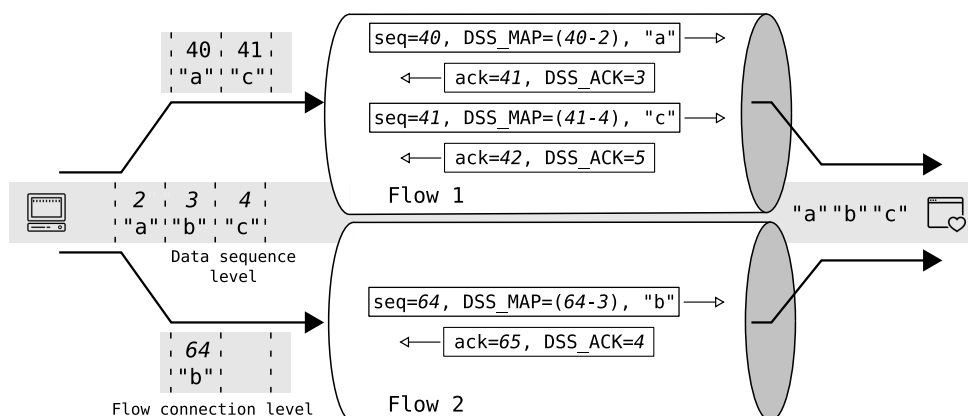 40 41
"a" "c"
seq=40, DSS_MAP=(40-2), "a"
ack=41, DSS_ACK=3
seq=41, DSS_MAP=(41-4), "c"
ack=42, DSS_ACK=5
Flow 1
2 3 4
"a" "b" "c"
Data sequence
level
"a" "b" "c"
seq=64, DSS_MAP=(64-3), "b"
ack=65, DSS_ACK=4
Flow 2
64
"b"
Flow connection level